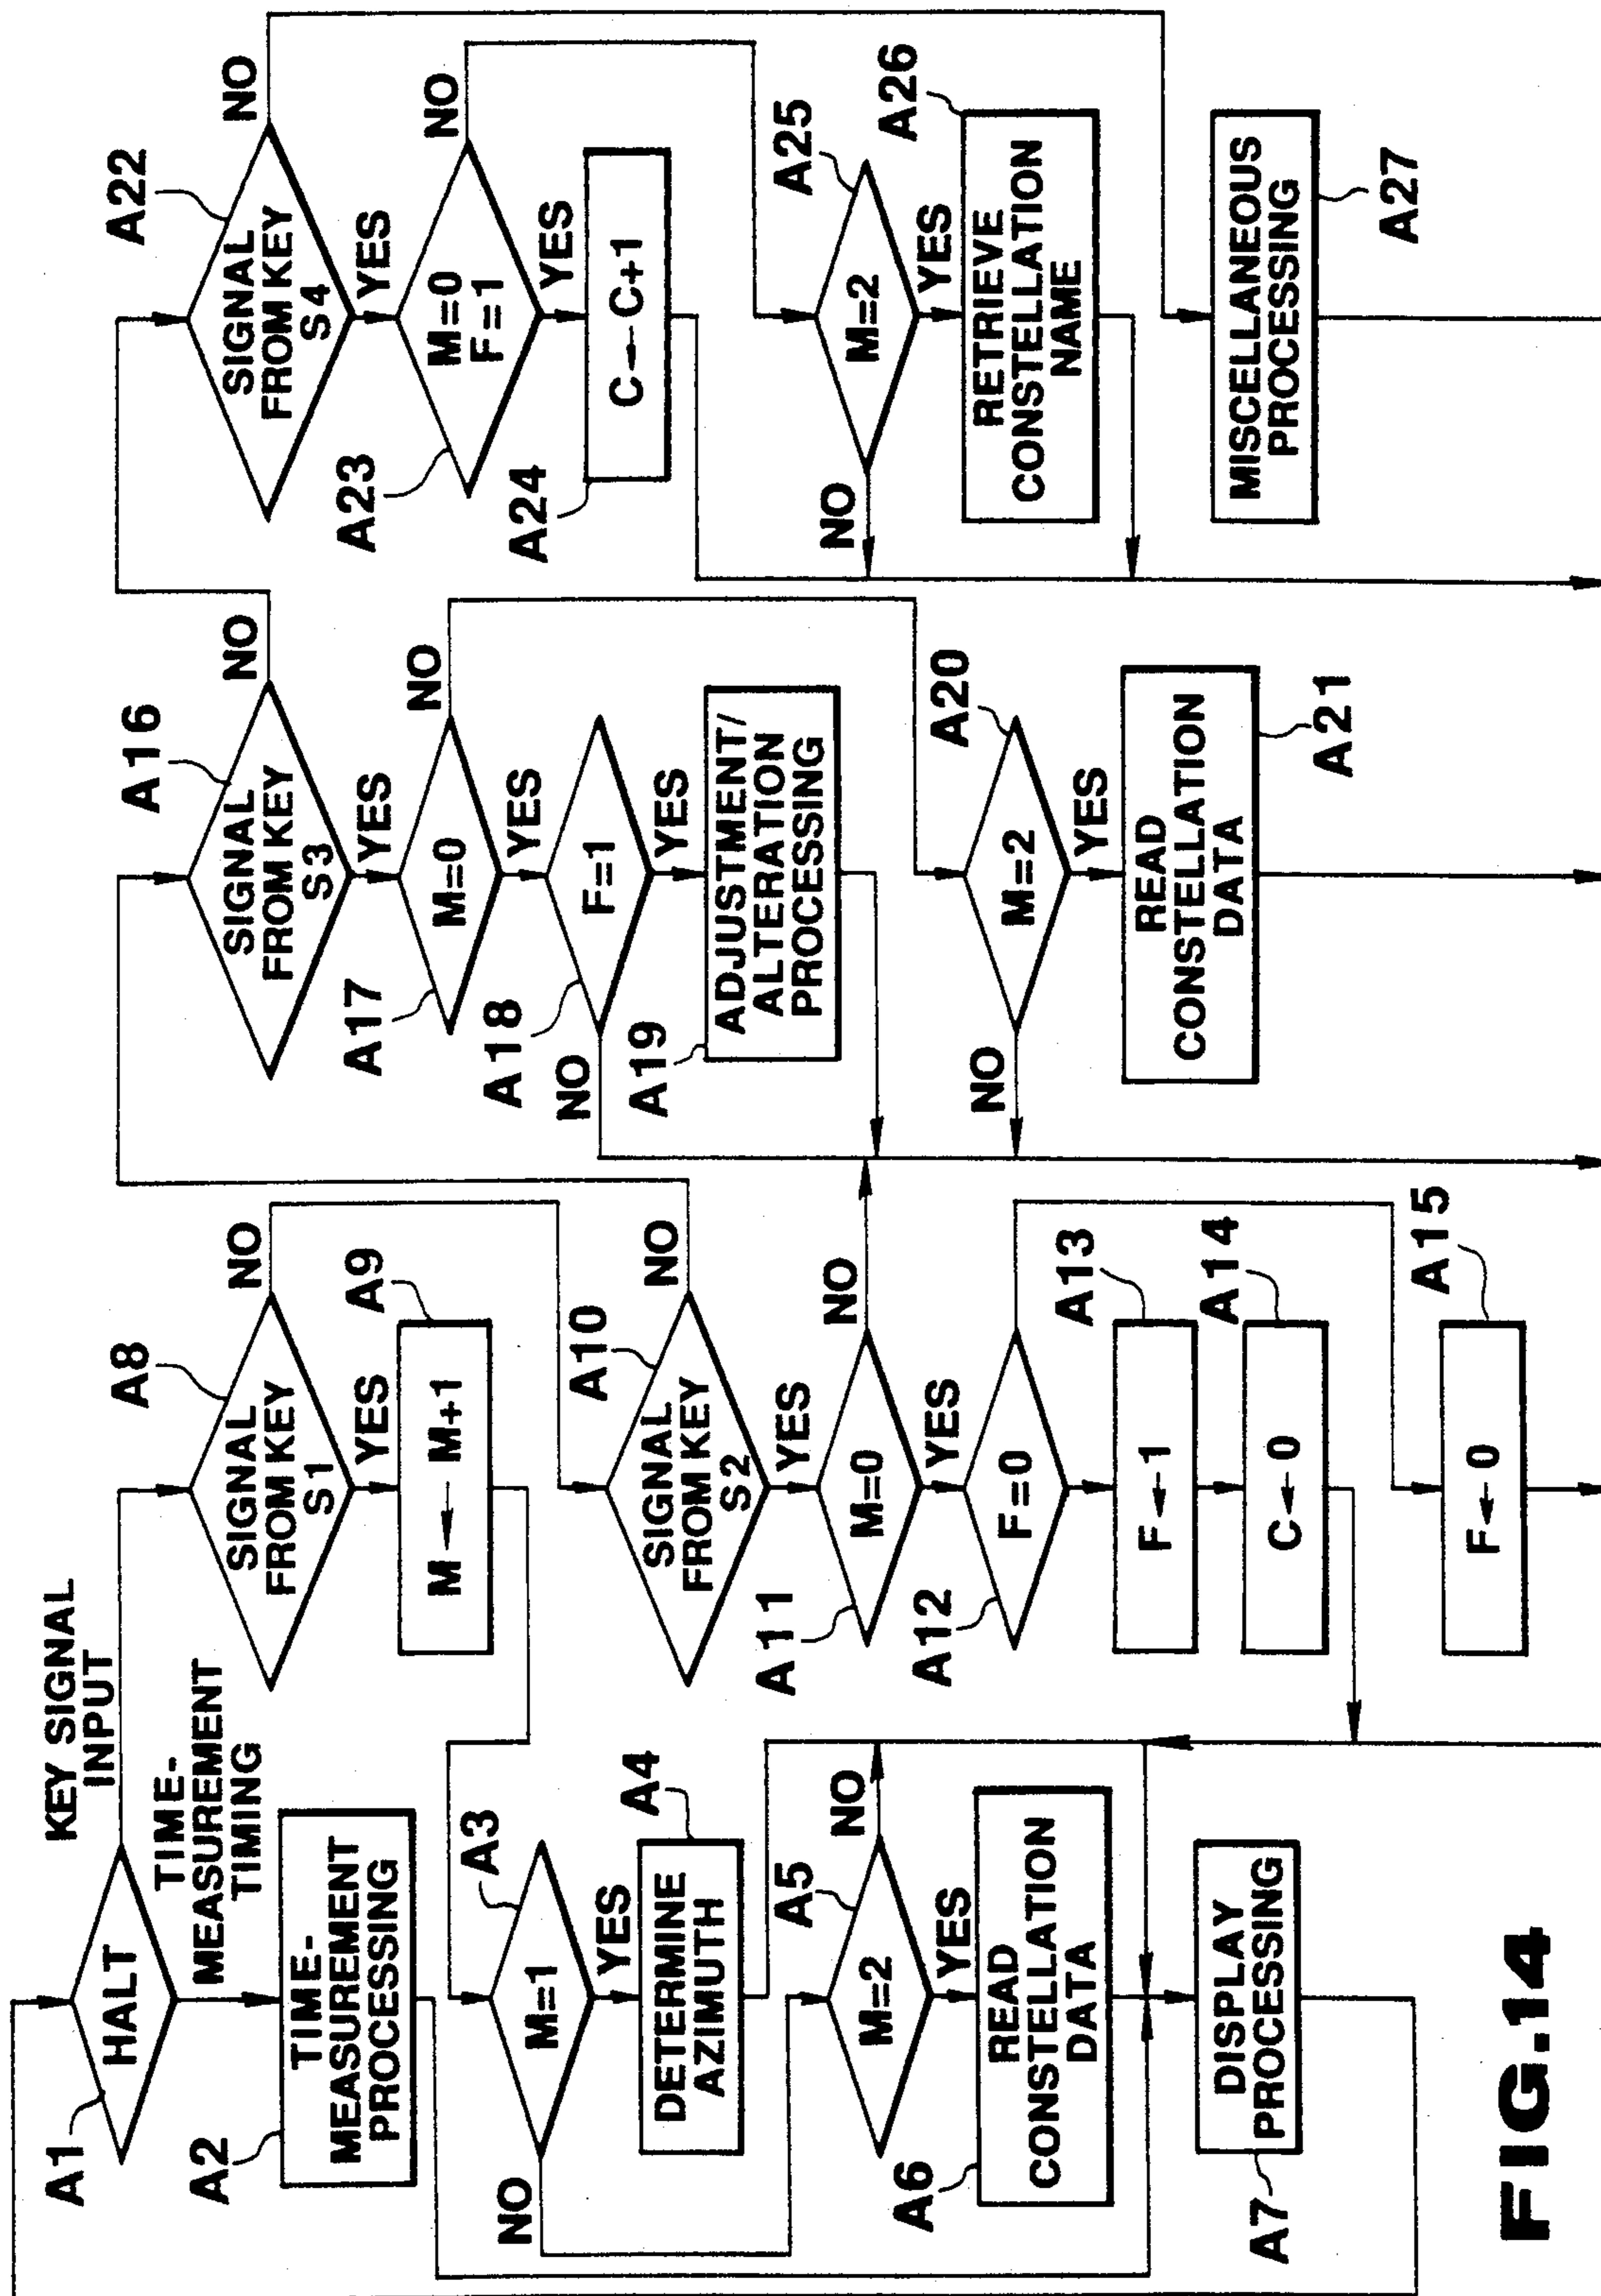 KEY SIGNAL
INPUT
A1
HALT
TIME-
MEASUREMENT
TIMING
A2
TIME-
MEASUREMENT
PROCESSING
A3
M=1
NO
YES
A4
DETERMINE
AZIMUTH
A5
M=2
NO
YES
A6
READ
CONSTELLATION
DATA
A7
DISPLAY
PROCESSING
A8
SIGNAL
FROM KEY
S1
NO
YES
A9
M←M+1
A10
SIGNAL
FROM KEY
S2
NO
YES
A11
M=0
NO
YES
A12
F=0
A13
F←1
A14
C←0
A15
F←0
A16
SIGNAL
FROM KEY
S3
NO
YES
A17
M=0
NO
YES
A18
F=1
NO
YES
A19
ADJUSTMENT/
ALTERATION
PROCESSING
A20
M=2
NO
YES
A21
READ
CONSTELLATION
DATA
A22
SIGNAL
FROM KEY
S4
NO
YES
A23
M=0
F=1
NO
YES
A24
C←C+1
A25
M=2
NO
YES
A26
RETRIEVE
CONSTELLATION
NAME
A27
MISCELLANEOUS
PROCESSING
FIG.14